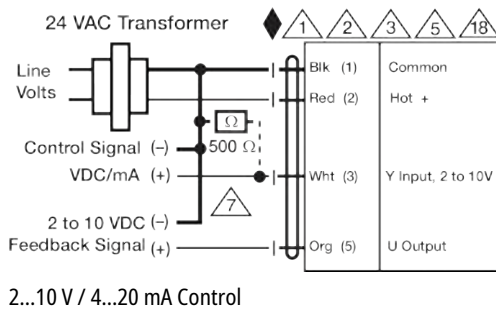 24 VAC Transformer
1 2 3 5 18
Line
Volts
Blk (1) Common
Red (2) Hot +
Ω
500 Ω
Control Signal (-)
VDC/mA (+)
Wht (3) Y Input, 2 to 10V
7
2 to 10 VDC (-)
Feedback Signal (+)
Org (5) U Output
2...10 V / 4...20 mA Control